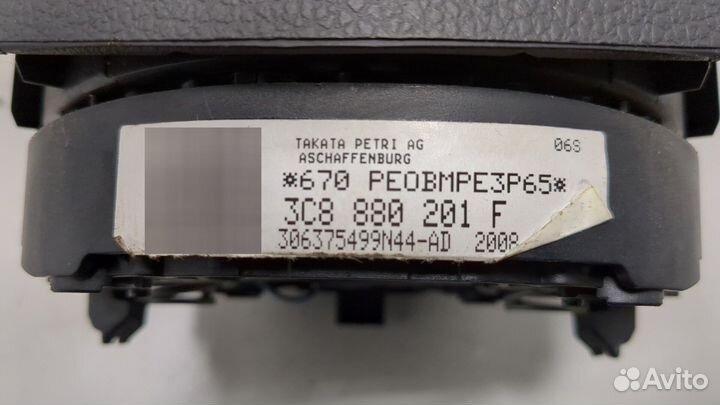 TAKATA PETRI AG
ASCHAFFENBURG
06S
*670 PE0BMPE3P65*
3C8 880 201 F
306375499N44-AD 2008
Avito